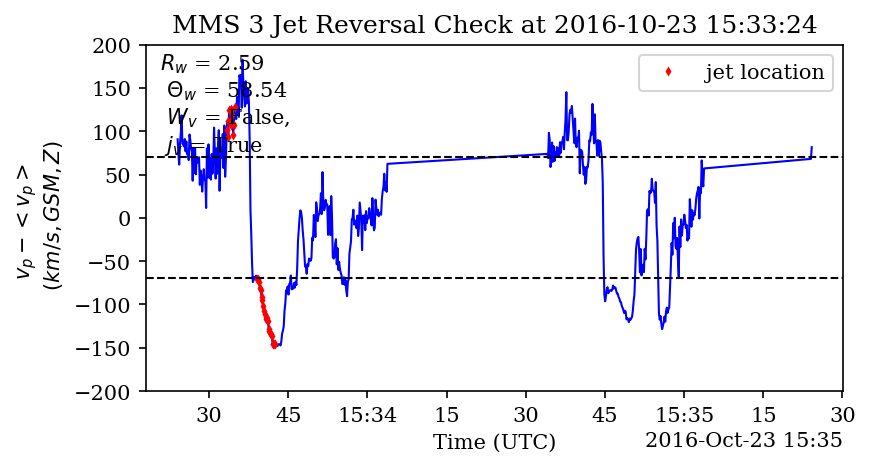 MMS 3 Jet Reversal Check at 2016-10-23 15:33:24
R_w = 2.59
Θ_w = 58.54
W_v = False,
j_v = True
jet location
v_p − < v_p >
(km/s, GSM, Z)
200
150
100
50
0
−50
−100
−150
−200
30 45 15:34 15 30 45 15:35 15 30
Time (UTC)
2016-Oct-23 15:35